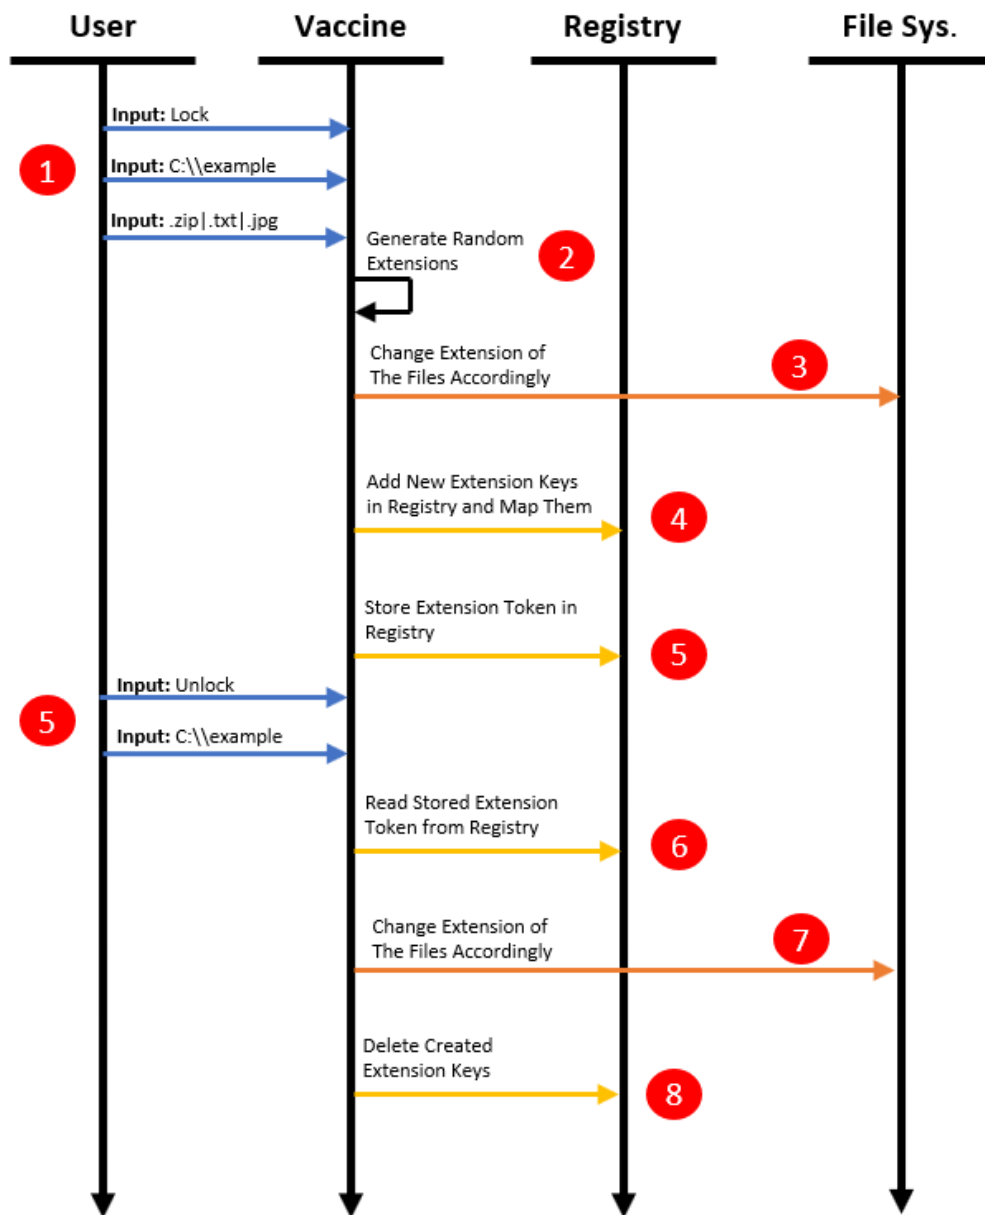 User Vaccine Registry File Sys.
Input: Lock
1
Input: C:\\example
Input: .zip|.txt|.jpg
Generate Random
Extensions
2
Change Extension of
The Files Accordingly
3
Add New Extension Keys
in Registry and Map Them
4
Store Extension Token in
Registry
5
Input: Unlock
5
Input: C:\\example
Read Stored Extension
Token from Registry
6
Change Extension of
The Files Accordingly
7
Delete Created
Extension Keys
8